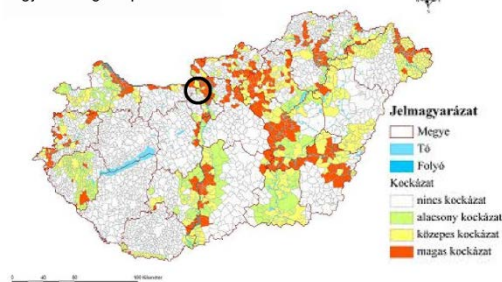 Jelmagyarázat
Megye
Tó
Folyó
Kockázat
nincs kockázat
alacsony kockázat
közepes kockázat
magas kockázat